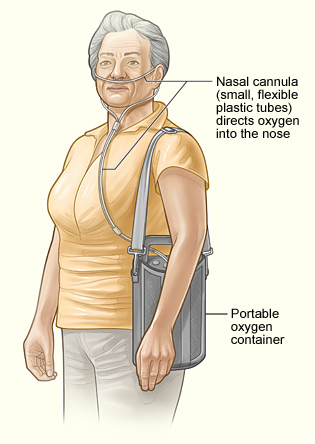 Nasal cannula
(small, flexible
plastic tubes)
directs oxygen
into the nose
Portable
oxygen
container